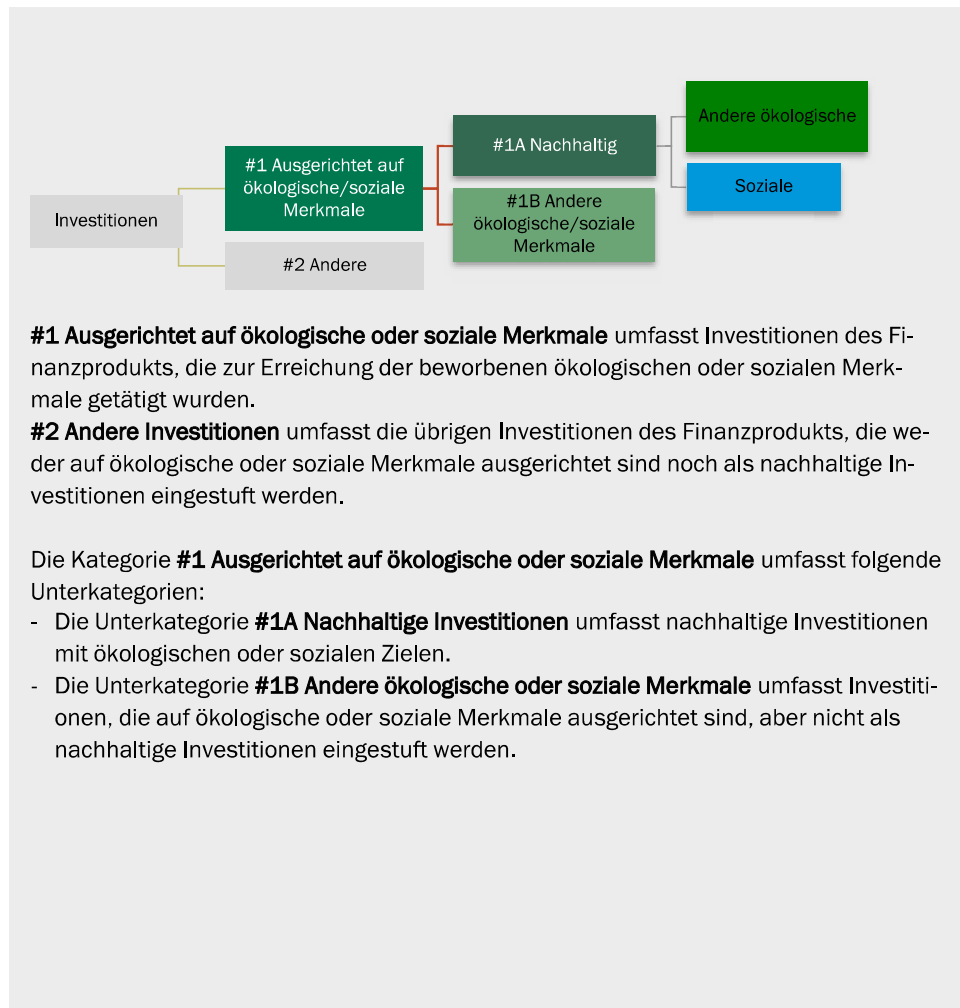 Andere ökologische
#1A Nachhaltig
#1 Ausgerichtet auf
ökologische/soziale
Merkmale
Soziale
Investitionen
#1B Andere
ökologische/soziale
Merkmale
#2 Andere
#1 Ausgerichtet auf ökologische oder soziale Merkmale umfasst Investitionen des Fi-
nanzprodukts, die zur Erreichung der beworbenen ökologischen oder sozialen Merk-
male getätigt wurden.
#2 Andere Investitionen umfasst die übrigen Investitionen des Finanzprodukts, die we-
der auf ökologische oder soziale Merkmale ausgerichtet sind noch als nachhaltige In-
vestitionen eingestuft werden.
Die Kategorie #1 Ausgerichtet auf ökologische oder soziale Merkmale umfasst folgende
Unterkategorien:
- Die Unterkategorie #1A Nachhaltige Investitionen umfasst nachhaltige Investitionen
mit ökologischen oder sozialen Zielen.
- Die Unterkategorie #1B Andere ökologische oder soziale Merkmale umfasst Investiti-
onen, die auf ökologische oder soziale Merkmale ausgerichtet sind, aber nicht als
nachhaltige Investitionen eingestuft werden.